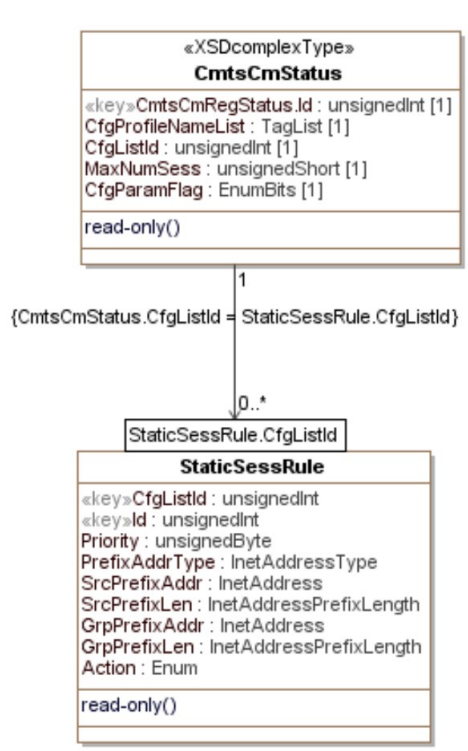 «XSDcomplexType»
CmtsCmStatus
«key»CmtsCmRegStatus.Id : unsignedInt [1]
CfgProfileNameList : TagList [1]
CfgListId : unsignedInt [1]
MaxNumSess : unsignedShort [1]
CfgParamFlag : EnumBits [1]
read-only()
1
{CmtsCmStatus.CfgListId = StaticSessRule.CfgListId}
0..*
StaticSessRule.CfgListId
StaticSessRule
«key»CfgListId : unsignedInt
«key»Id : unsignedInt
Priority : unsignedByte
PrefixAddrType : InetAddressType
SrcPrefixAddr : InetAddress
SrcPrefixLen : InetAddressPrefixLength
GrpPrefixAddr : InetAddress
GrpPrefixLen : InetAddressPrefixLength
Action : Enum
read-only()